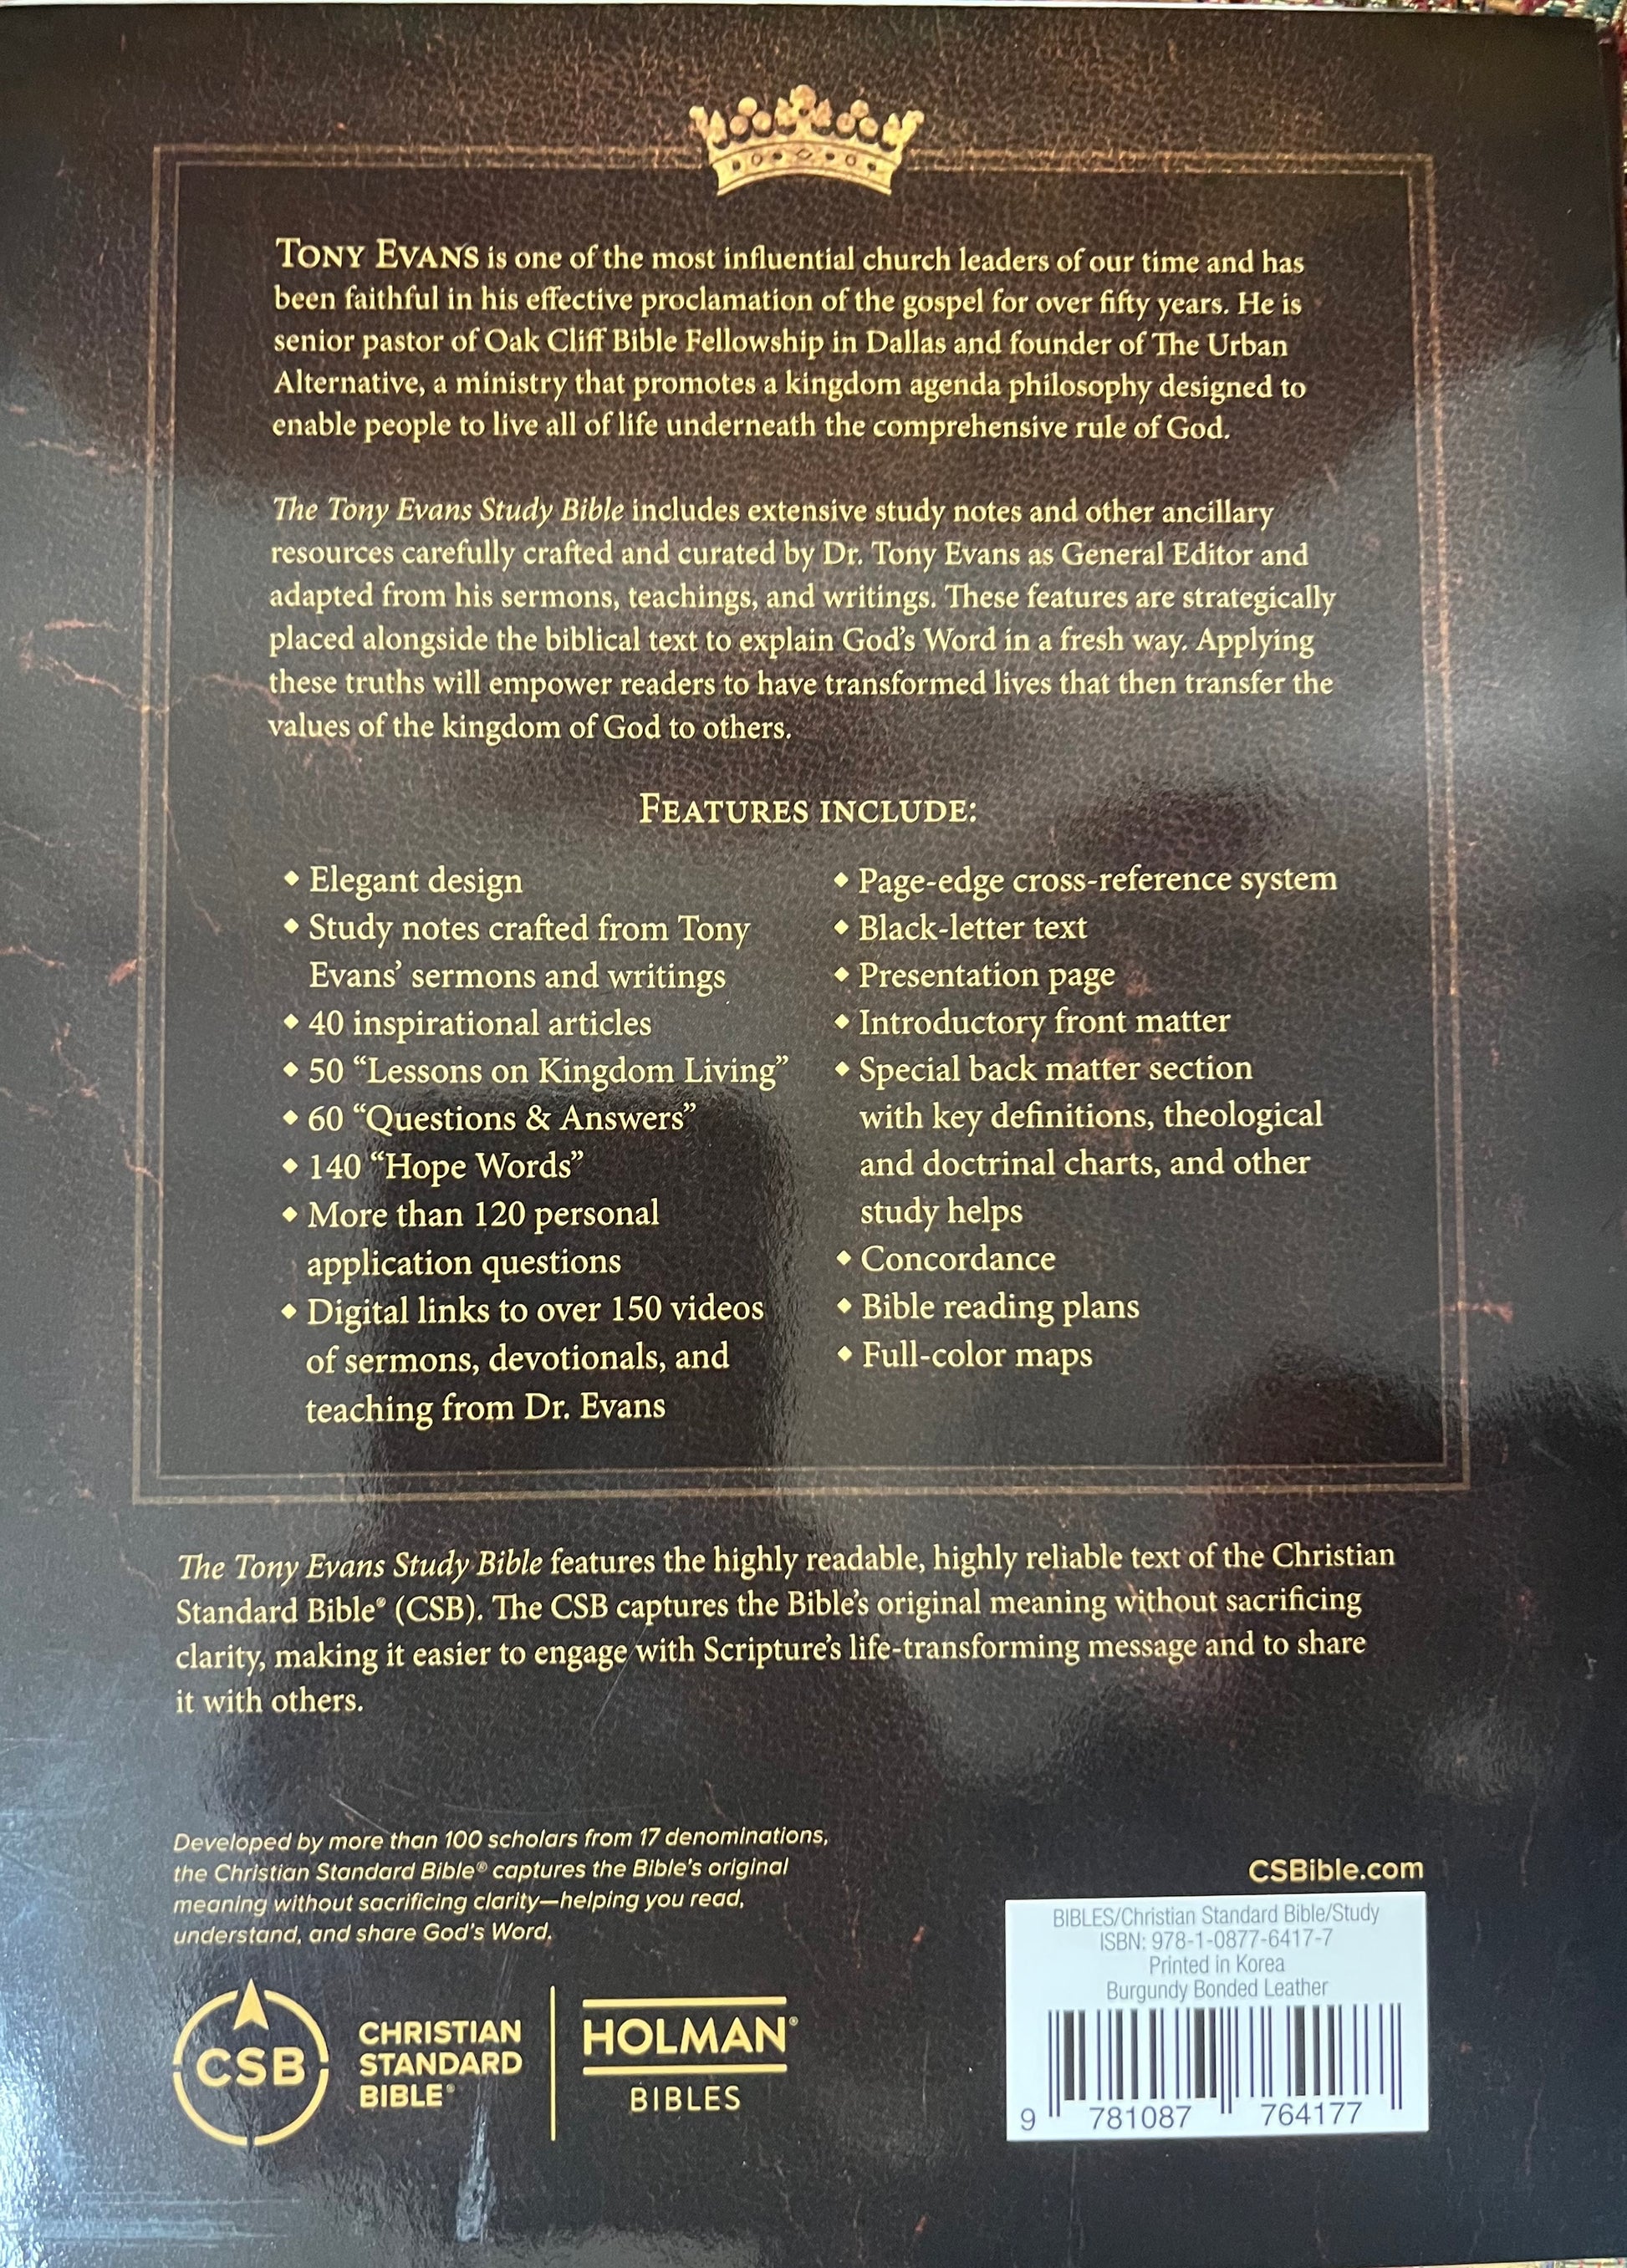 TONY EVANS is one of the most influential church leaders of our time and has
been faithful in his effective proclamation of the gospel for over fifty years. He is
senior pastor of Oak Cliff Bible Fellowship in Dallas and founder of The Urban
Alternative, a ministry that promotes a kingdom agenda philosophy designed to
enable people to live all of life underneath the comprehensive rule of God.
The Tony Evans Study Bible includes extensive study notes and other ancillary
resources carefully crafted and curated by Dr. Tony Evans as General Editor and
adapted from his sermons, teachings, and writings. These features are strategically
placed alongside the biblical text to explain God's Word in a fresh way. Applying
these truths will empower readers to have transformed lives that then transfer the
values of the kingdom of God to others.
FEATURES INCLUDE:
◆ Elegant design
◆ Study notes crafted from Tony
Evans' sermons and writings
◆ 40 inspirational articles
◆ 50 “Lessons on Kingdom Living”
◆ 60 “Questions & Answers”
◆ 140 “Hope Words”
◆ More than 120 personal
application questions
◆ Digital links to over 150 videos
of sermons, devotionals, and
teaching from Dr. Evans
◆ Page-edge cross-reference system
◆ Black-letter text
◆ Presentation page
◆ Introductory front matter
◆ Special back matter section
with key definitions, theological
and doctrinal charts, and other
study helps
◆ Concordance
◆ Bible reading plans
◆ Full-color maps
The Tony Evans Study Bible features the highly readable, highly reliable text of the Christian
Standard Bible® (CSB). The CSB captures the Bible's original meaning without sacrificing
clarity, making it easier to engage with Scripture's life-transforming message and to share
it with others.
Developed by more than 100 scholars from 17 denominations,
the Christian Standard Bible® captures the Bible's original
meaning without sacrificing clarity—helping you read,
understand, and share God's Word.
CSB
CHRISTIAN
STANDARD
BIBLE®
HOLMAN®
BIBLES
CSBible.com
BIBLES/Christian Standard Bible/Study
ISBN: 978-1-0877-6417-7
Printed in Korea
Burgundy Bonded Leather
9 781087 764177